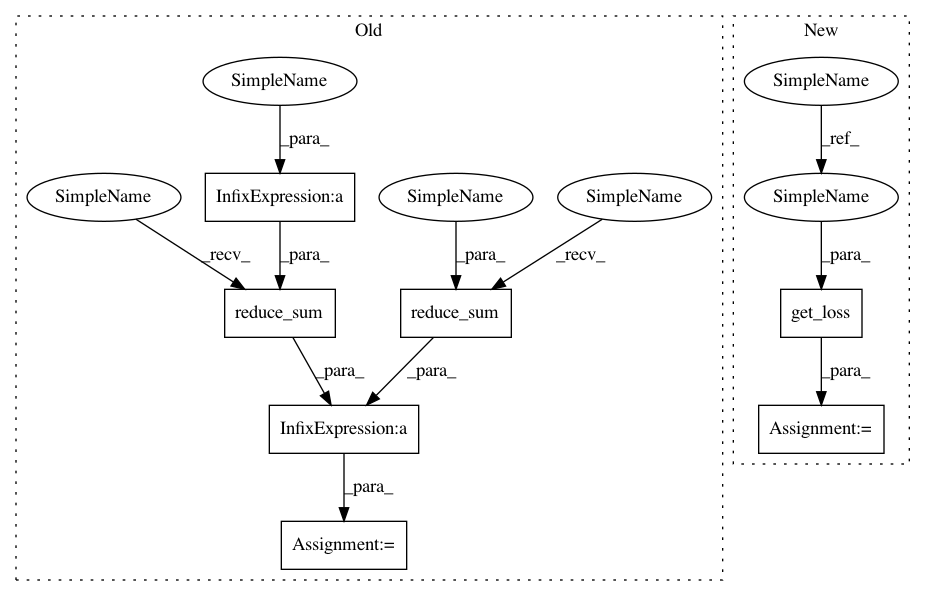 Old
New
SimpleName
SimpleName
_para_
_ref_
SimpleName
InfixExpression:a
SimpleName
SimpleName
SimpleName
_recv_
_para_
_para_
_recv_
_para_
reduce_sum
reduce_sum
get_loss
_para_
_para_
_para_
InfixExpression:a
Assignment:=
_para_
Assignment:=